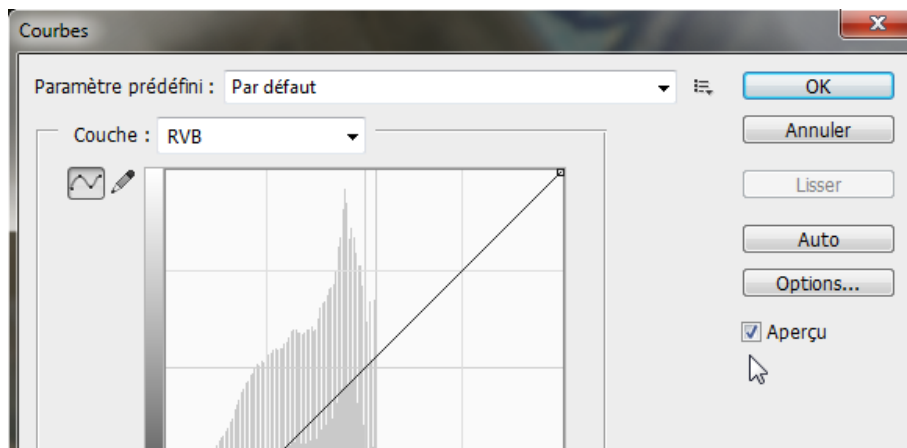 Courbes
Paramètre prédéfini : Par défaut
OK
Couche : RVB
Annuler
Lisser
Auto
Options...
Aperçu